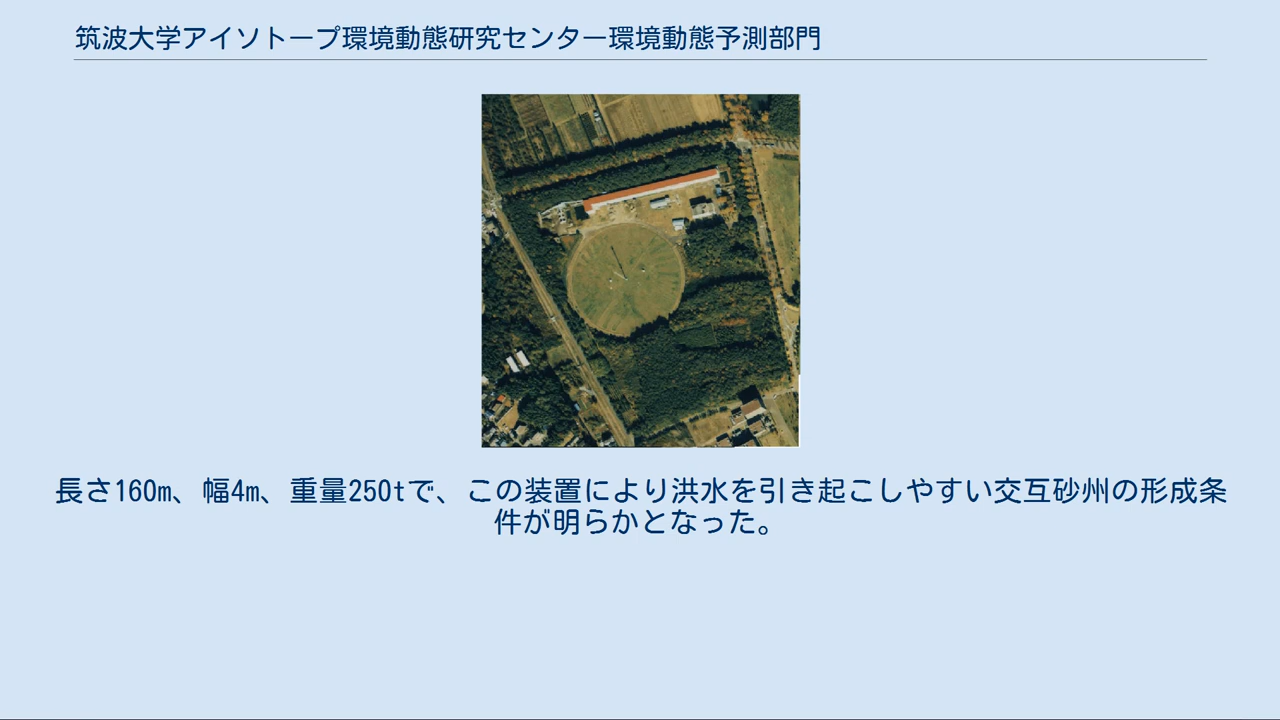 筑波大学アイソトープ環境動態研究センター環境動態予測部門
長さ160m、幅4m、重量250tで、この装置により洪水を引き起こしやすい交互砂州の形成条
件が明らかとなった。